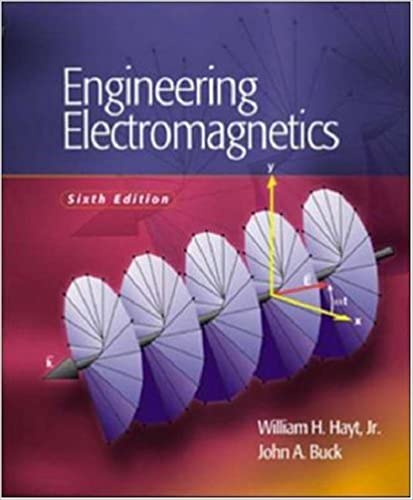 Engineering
Electromagnetics
Sixth Edition
y
E
ωt
x
k
William H. Hayt, Jr.
John A. Buck